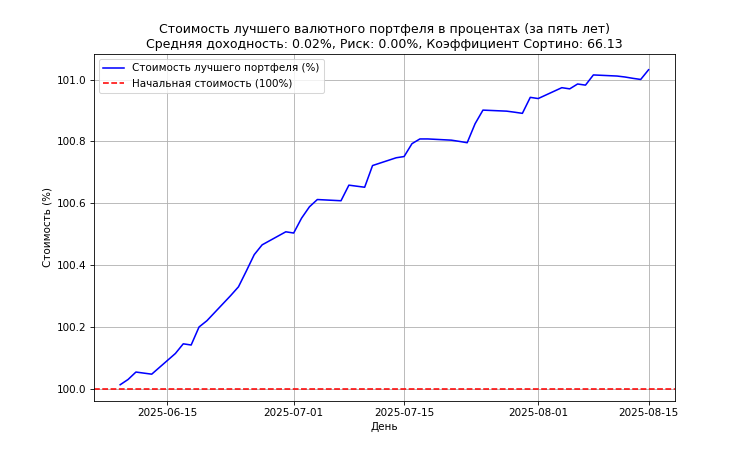 Стоимость лучшего валютного портфеля в процентах (за пять лет)
Средняя доходность: 0.02%, Риск: 0.00%, Коэффициент Сортино: 66.13
Стоимость лучшего портфеля (%)
Начальная стоимость (100%)
Стоимость (%)
101.0
100.8
100.6
100.4
100.2
100.0
2025-06-15
2025-07-01
2025-07-15
2025-08-01
2025-08-15
День